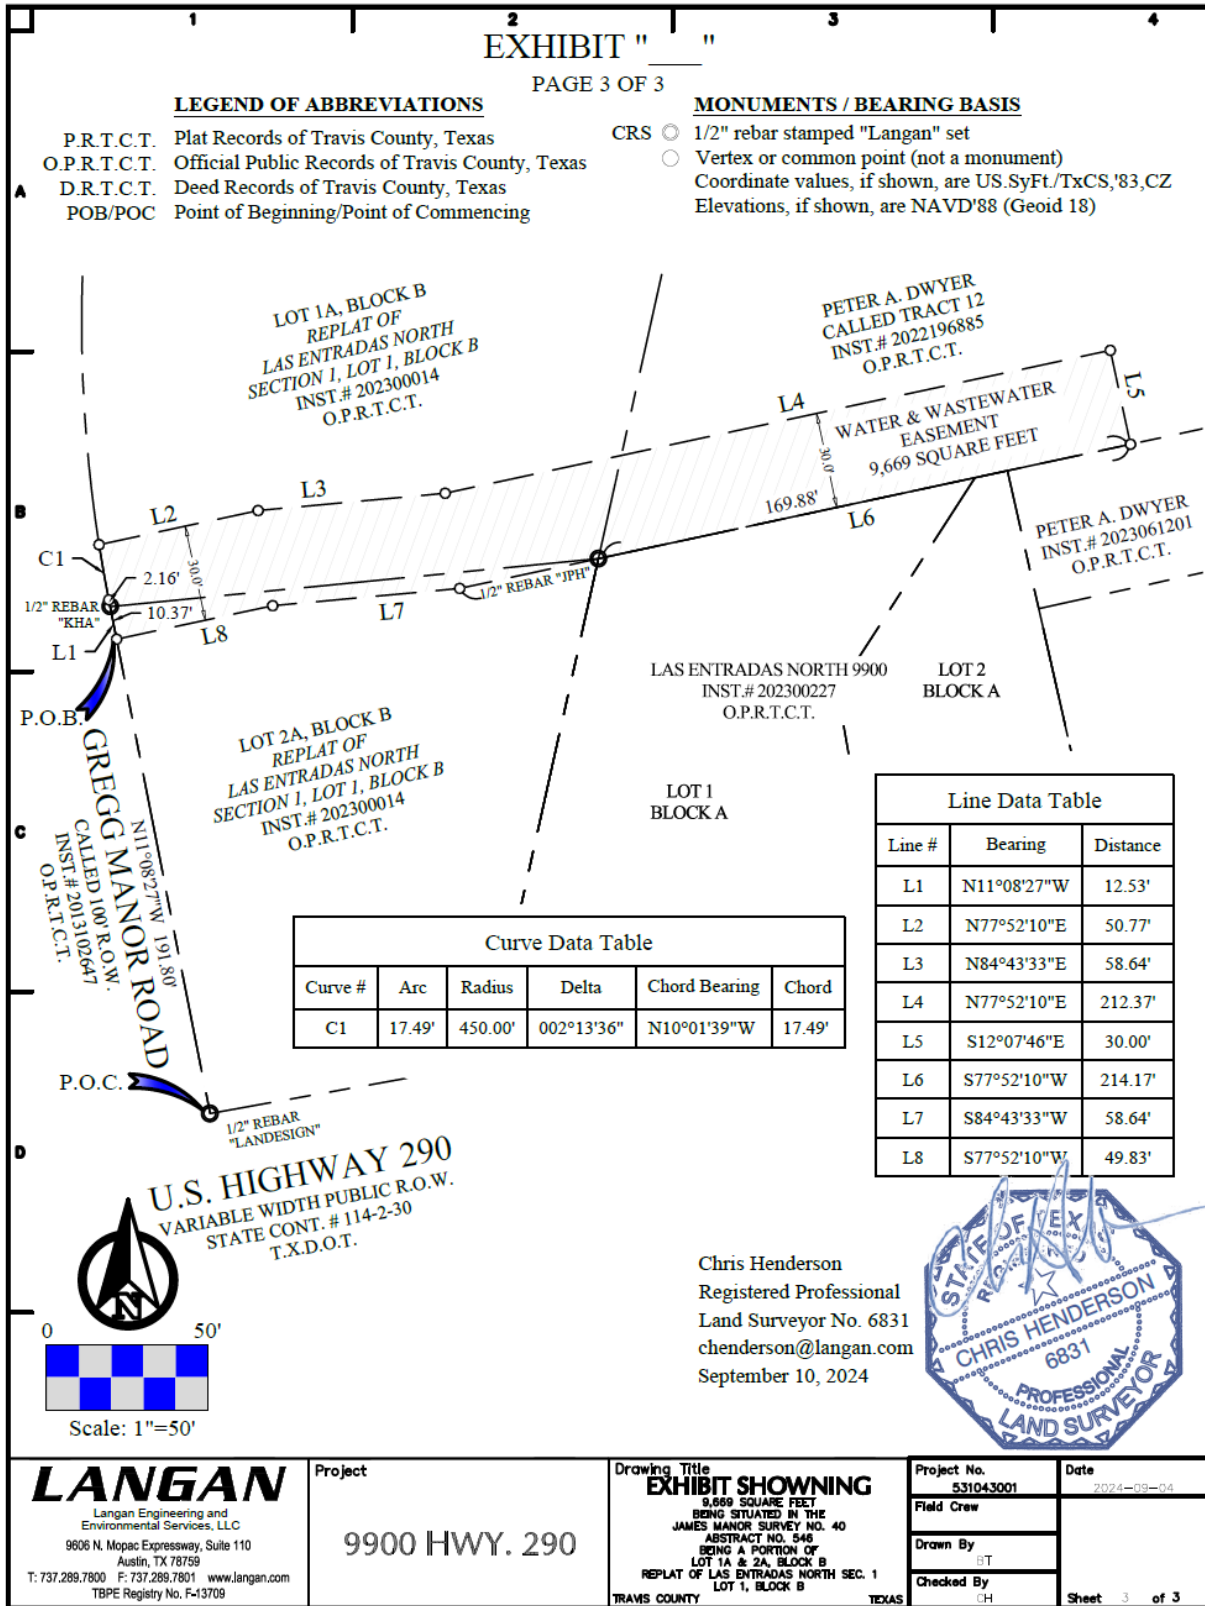 1 2 3 4
EXHIBIT "___"
PAGE 3 OF 3
LEGEND OF ABBREVIATIONS
P.R.T.C.T. Plat Records of Travis County, Texas
O.P.R.T.C.T. Official Public Records of Travis County, Texas
D.R.T.C.T. Deed Records of Travis County, Texas
POB/POC Point of Beginning/Point of Commencing
MONUMENTS / BEARING BASIS
CRS 1/2" rebar stamped "Langan" set
Vertex or common point (not a monument)
Coordinate values, if shown, are US.SyFt./TxCS,'83,CZ
Elevations, if shown, are NAVD'88 (Geoid 18)
A
B
C
D
LOT 1A, BLOCK B
REPLAT OF
LAS ENTRADAS NORTH
SECTION 1, LOT 1, BLOCK B
INST.# 202300014
O.P.R.T.C.T.
PETER A. DWYER
CALLED TRACT 12
INST.# 2022196885
O.P.R.T.C.T.
L4
L5
WATER & WASTEWATER
EASEMENT
9,669 SQUARE FEET
30.0'
169.88'
L6
L3
L2
C1
30.0'
2.16'
1/2" REBAR
"KHA"
10.37'
L1
L8
L7
1/2" REBAR "JPH"
P.O.B.
PETER A. DWYER
INST.# 2023061201
O.P.R.T.C.T.
LAS ENTRADAS NORTH 9900
INST.# 202300227
O.P.R.T.C.T.
LOT 2
BLOCK A
LOT 1
BLOCK A
LOT 2A, BLOCK B
REPLAT OF
LAS ENTRADAS NORTH
SECTION 1, LOT 1, BLOCK B
INST.# 202300014
O.P.R.T.C.T.
N11°08'27"W 191.80'
GREGG MANOR ROAD
CALLED 100' R.O.W.
INST.# 2013102647
O.P.R.T.C.T.
Line Data Table
Line # Bearing Distance
L1 N11°08'27"W 12.53'
L2 N77°52'10"E 50.77'
L3 N84°43'33"E 58.64'
L4 N77°52'10"E 212.37'
L5 S12°07'46"E 30.00'
L6 S77°52'10"W 214.17'
L7 S84°43'33"W 58.64'
L8 S77°52'10"W 49.83'
Curve Data Table
Curve # Arc Radius Delta Chord Bearing Chord
C1 17.49' 450.00' 002°13'36" N10°01'39"W 17.49'
P.O.C.
1/2" REBAR
"LANDESIGN"
U.S. HIGHWAY 290
VARIABLE WIDTH PUBLIC R.O.W.
STATE CONT. # 114-2-30
T.X.D.O.T.
N
0 50'
Scale: 1"=50'
Chris Henderson
Registered Professional
Land Surveyor No. 6831
chenderson@langan.com
September 10, 2024
STATE OF TEXAS
CHRIS HENDERSON
6831
PROFESSIONAL
LAND SURVEYOR
LANGAN
Langan Engineering and
Environmental Services, LLC
9606 N. Mopac Expressway, Suite 110
Austin, TX 78759
T: 737.289.7800 F: 737.289.7801 www.langan.com
TBPE Registry No. F-13709
Project
9900 HWY. 290
Drawing Title
EXHIBIT SHOWNING
9,669 SQUARE FEET
BEING SITUATED IN THE
JAMES MANOR SURVEY NO. 40
ABSTRACT NO. 546
BEING A PORTION OF
LOT 1A & 2A, BLOCK B
REPLAT OF LAS ENTRADAS NORTH SEC. 1
LOT 1, BLOCK B
TRAVIS COUNTY TEXAS
Project No.
531043001
Date
2024-09-04
Field Crew
Drawn By
BT
Checked By
CH
Sheet 3 of 3